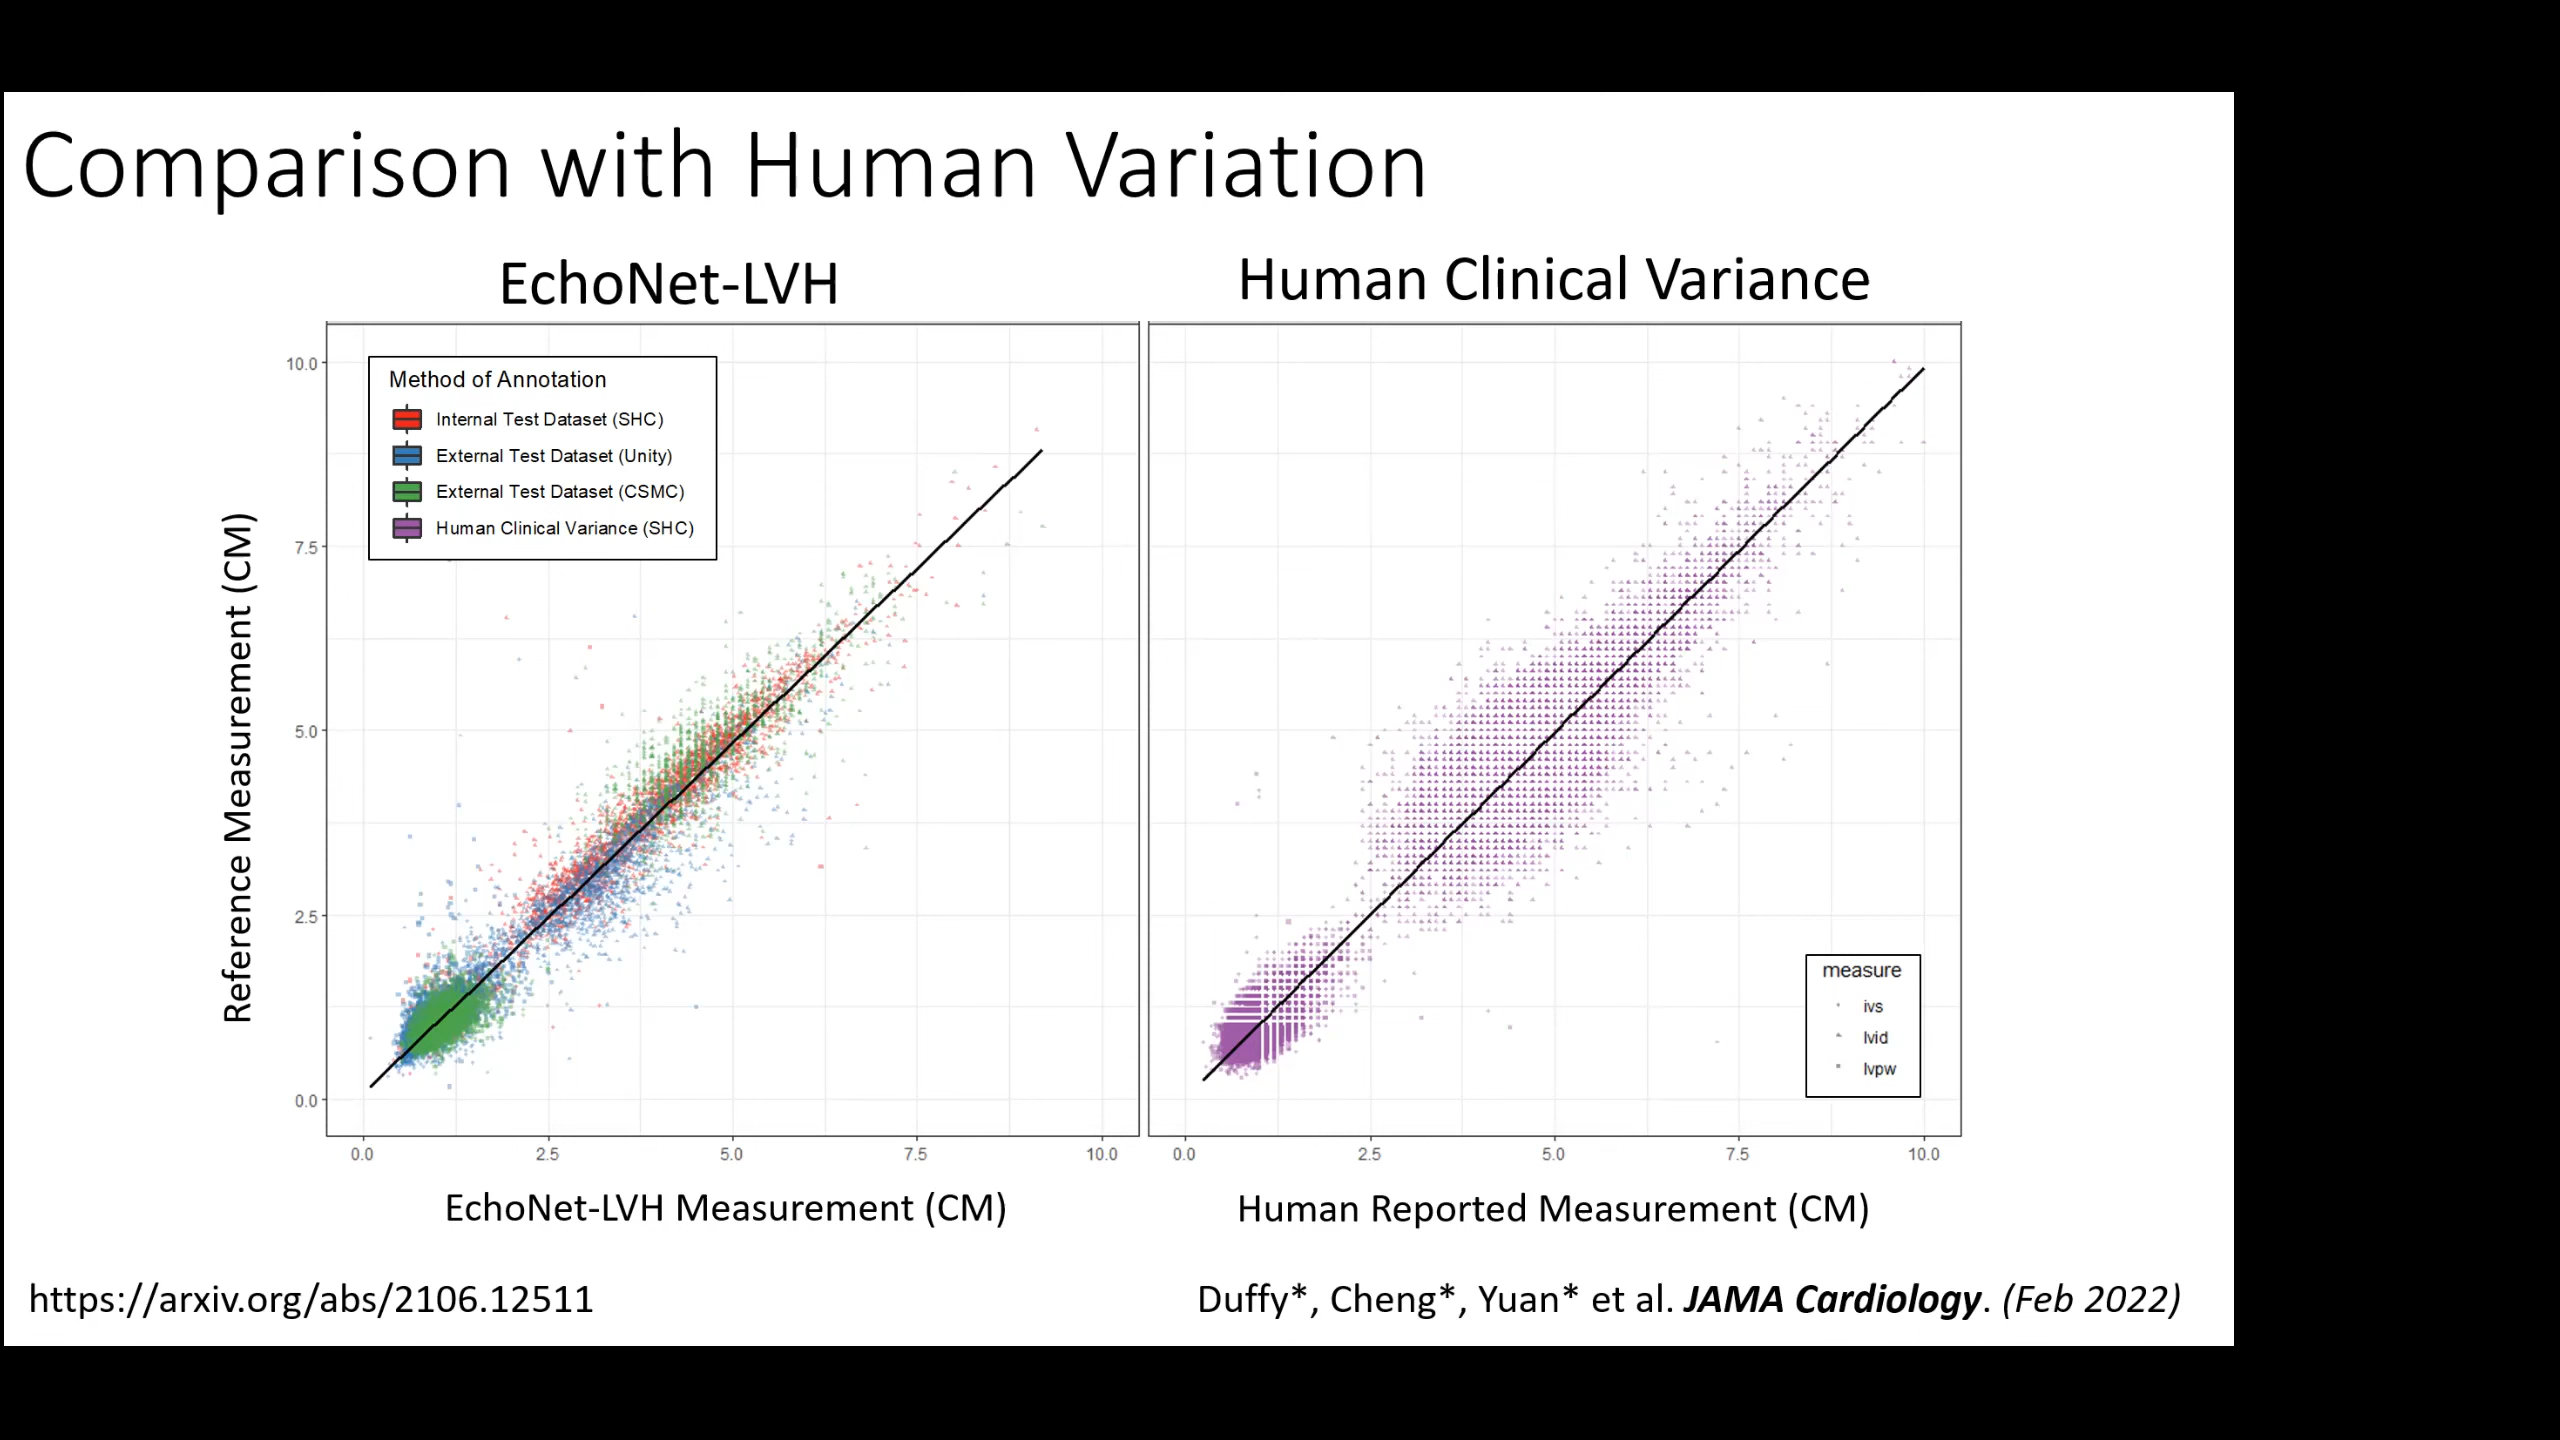 Comparison with Human Variation
EchoNet-LVH
Human Clinical Variance
Method of Annotation
Internal Test Dataset (SHC)
External Test Dataset (Unity)
External Test Dataset (CSMC)
Human Clinical Variance (SHC)
Reference Measurement (CM)
10.0
7.5
5.0
2.5
0.0
measure
ivs
lvid
lvpw
0.0 2.5 5.0 7.5 10.0
0.0 2.5 5.0 7.5 10.0
EchoNet-LVH Measurement (CM)
Human Reported Measurement (CM)
https://arxiv.org/abs/2106.12511
Duffy*, Cheng*, Yuan* et al. JAMA Cardiology. (Feb 2022)